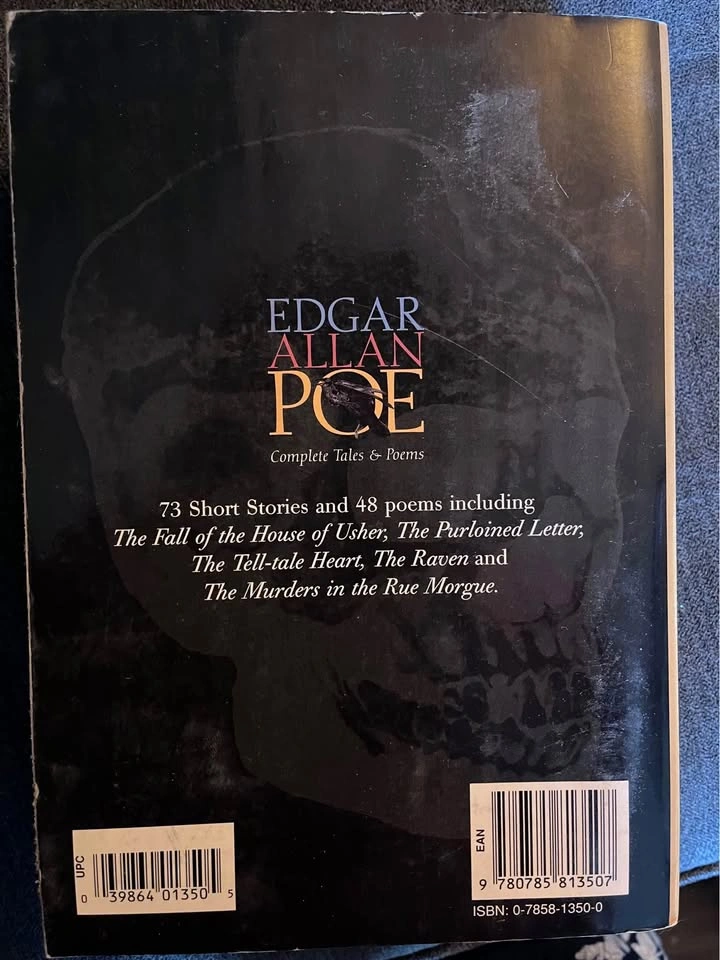 EDGAR
ALLAN
POE
Complete Tales & Poems
73 Short Stories and 48 poems including
The Fall of the House of Usher, The Purloined Letter,
The Tell-tale Heart, The Raven and
The Murders in the Rue Morgue.
UPC
0 39864 01350 5
EAN
9 780785 813507
ISBN: 0-7858-1350-0